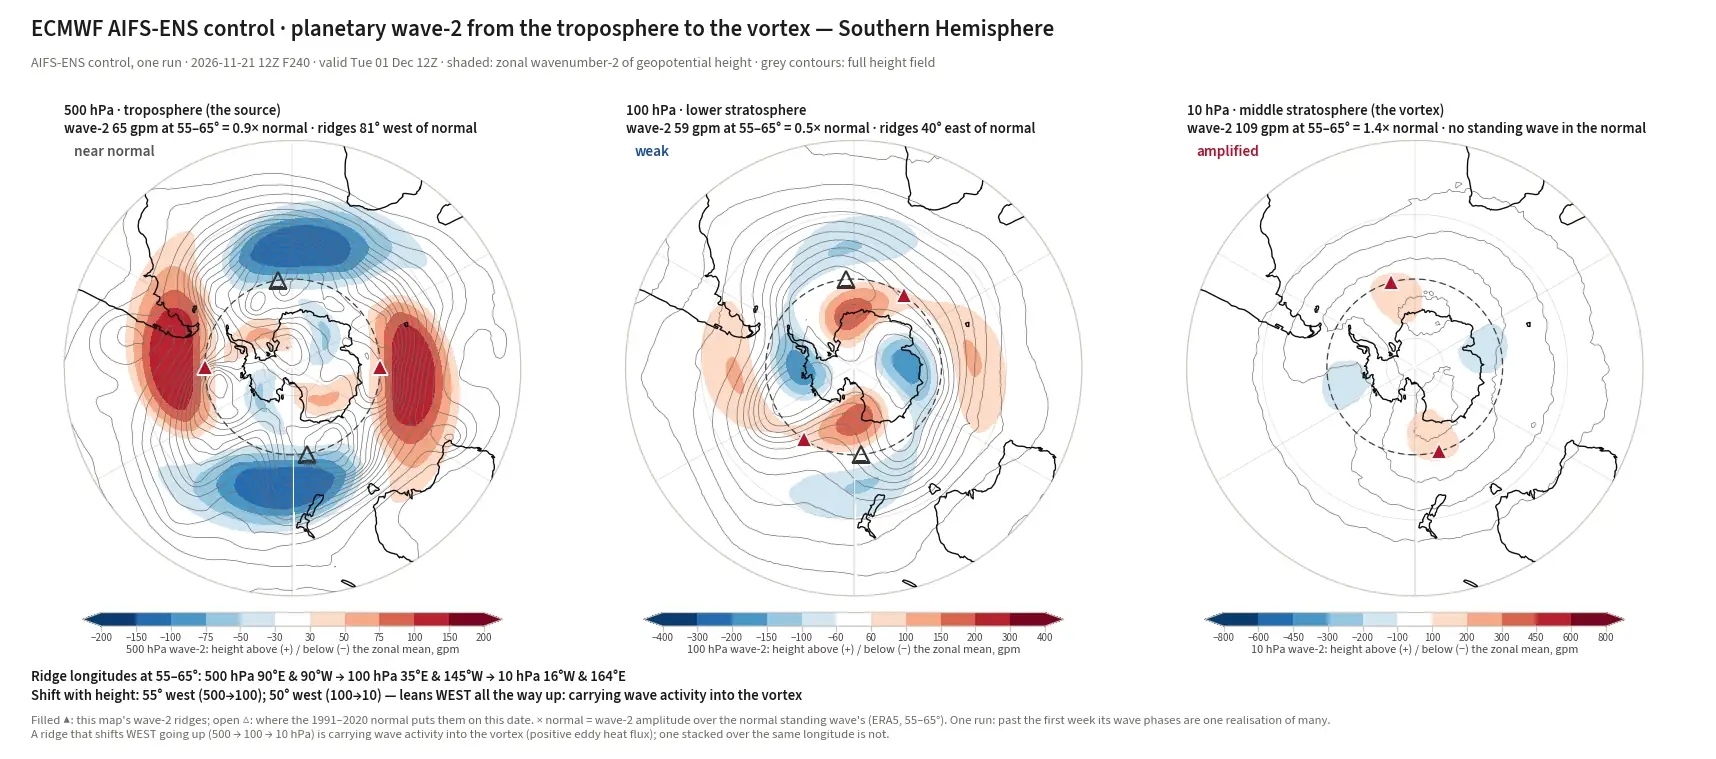 ECMWF AIFS-ENS control · planetary wave-2 from the troposphere to the vortex — Southern Hemisphere
AIFS-ENS control, one run · 2026-11-21 12Z F240 · valid Tue 01 Dec 12Z · shaded: zonal wavenumber-2 of geopotential height · grey contours: full height field
500 hPa · troposphere (the source)
wave-2 65 gpm at 55–65° = 0.9× normal · ridges 81° west of normal
near normal
100 hPa · lower stratosphere
wave-2 59 gpm at 55–65° = 0.5× normal · ridges 40° east of normal
weak
10 hPa · middle stratosphere (the vortex)
wave-2 109 gpm at 55–65° = 1.4× normal · no standing wave in the normal
amplified
−200 −150 −100 −75 −50 −30 30 50 75 100 150 200
500 hPa wave-2: height above (+) / below (−) the zonal mean, gpm
−400 −300 −200 −150 −100 −60 60 100 150 200 300 400
100 hPa wave-2: height above (+) / below (−) the zonal mean, gpm
−800 −600 −450 −300 −200 −100 100 200 300 450 600 800
10 hPa wave-2: height above (+) / below (−) the zonal mean, gpm
Ridge longitudes at 55–65°: 500 hPa 90°E & 90°W → 100 hPa 35°E & 145°W → 10 hPa 16°W & 164°E
Shift with height: 55° west (500→100); 50° west (100→10) — leans WEST all the way up: carrying wave activity into the vortex
Filled ▲: this map's wave-2 ridges; open △: where the 1991–2020 normal puts them on this date. × normal = wave-2 amplitude over the normal standing wave's (ERA5, 55–65°). One run: past the first week its wave phases are one realisation of many.
A ridge that shifts WEST going up (500 → 100 → 10 hPa) is carrying wave activity into the vortex (positive eddy heat flux); one stacked over the same longitude is not.